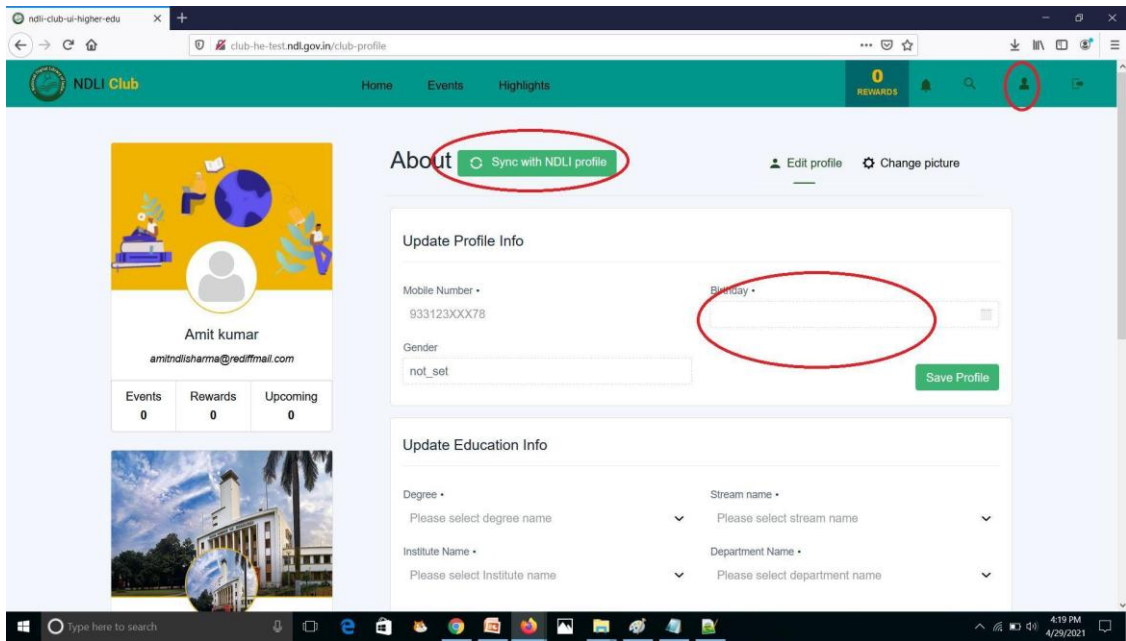 ndli-club-ui-higher-edu
club-he-test.ndl.gov.in/club-profile
NDLI Club
Home Events Highlights
0
REWARDS
About Sync with NDLI profile
Edit profile Change picture
Amit kumar
amitndlisharma@rediffmail.com
Events Rewards Upcoming
0 0 0
Update Profile Info
Mobile Number • Birthday •
933123XXX78
Gender
not_set
Save Profile
Update Education Info
Degree • Stream name •
Please select degree name Please select stream name
Institute Name • Department Name •
Please select Institute name Please select department name
Type here to search
4:19 PM
4/29/2021